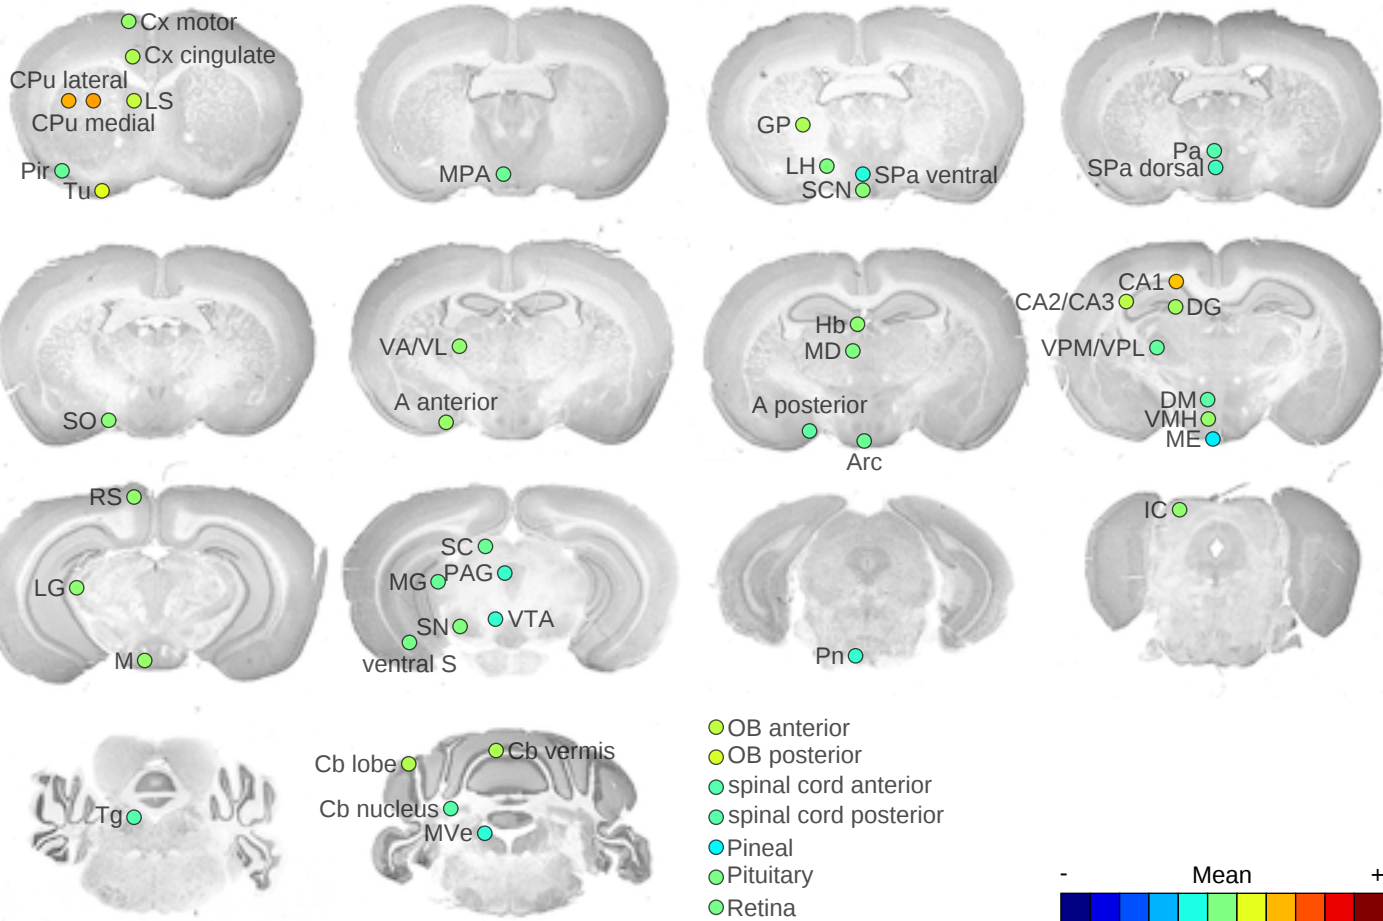 Cx motor
Cx cingulate
CPu lateral
LS
CPu medial
Pir
Tu
MPA
GP
LH
SPa ventral
SCN
Pa
SPa dorsal
SO
VA/VL
A anterior
Hb
MD
A posterior
Arc
CA1
CA2/CA3
DG
VPM/VPL
DM
VMH
ME
RS
LG
M
SC
MG
PAG
SN
VTA
ventral S
Pn
IC
Tg
Cb lobe
Cb vermis
Cb nucleus
MVe
OB anterior
OB posterior
spinal cord anterior
spinal cord posterior
Pineal
Pituitary
Retina
- Mean +